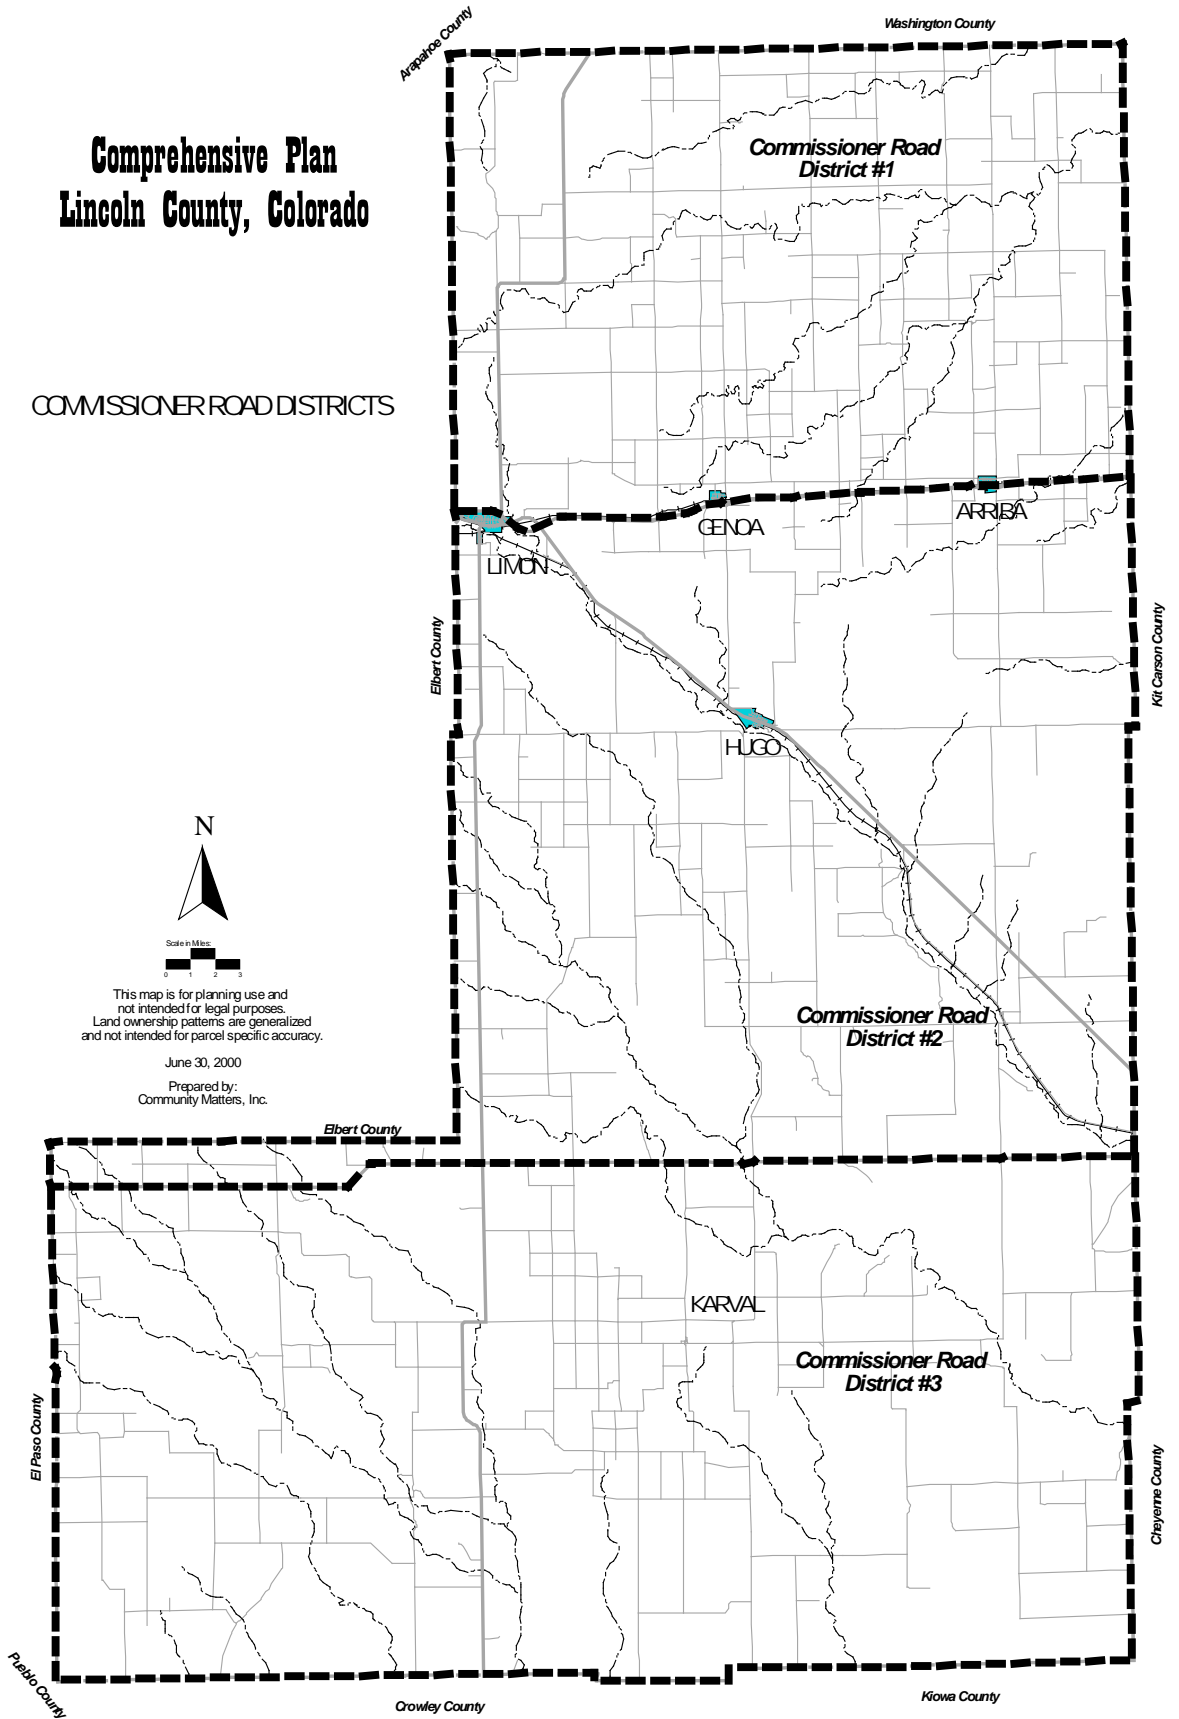 Arapahoe County
Washington County
Comprehensive Plan
Lincoln County, Colorado
Commissioner Road
District #1
COMMISSIONER ROAD DISTRICTS
GENOA
ARRIBA
LIMON
Elbert County
Kit Carson County
HUGO
N
Scale in Miles:
0 1 2 3
This map is for planning use and
not intended for legal purposes.
Land ownership patterns are generalized
and not intended for parcel specific accuracy.
June 30, 2000
Prepared by:
Community Matters, Inc.
Commissioner Road
District #2
Elbert County
KARVAL
Commissioner Road
District #3
El Paso County
Cheyenne County
Pueblo County
Crowley County
Kiowa County